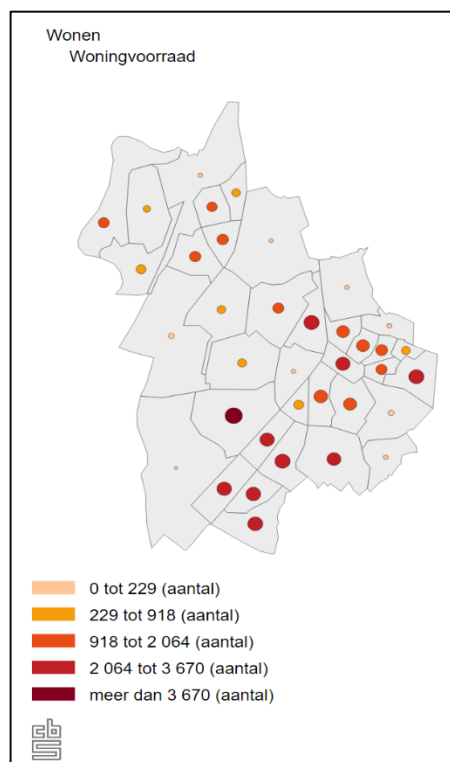 Wonen
Woningvoorraad
0 tot 229 (aantal)
229 tot 918 (aantal)
918 tot 2 064 (aantal)
2 064 tot 3 670 (aantal)
meer dan 3 670 (aantal)
cbs